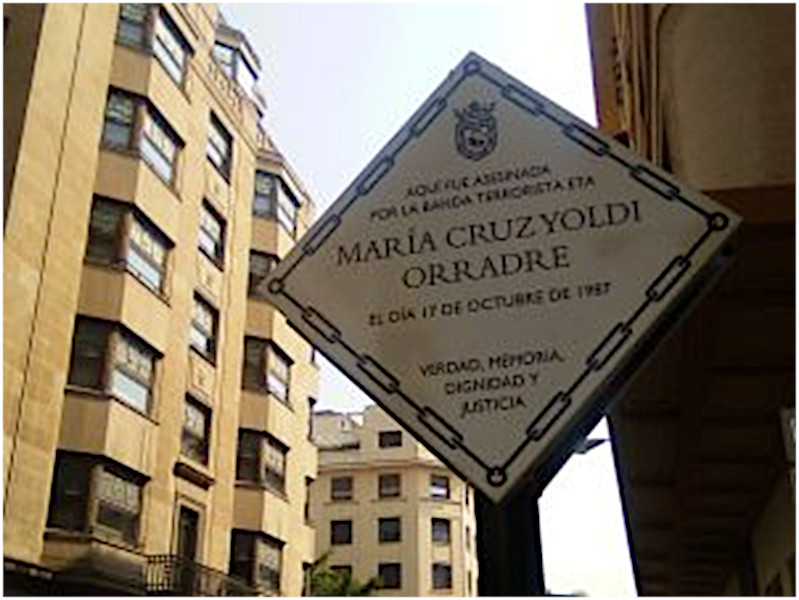 AQUÍ FUE ASESINADA
POR LA BANDA TERRORISTA ETA
MARÍA CRUZ YOLDI
ORRADRE
EL DÍA 17 DE OCTUBRE DE 1987
VERDAD, MEMORIA,
DIGNIDAD Y
JUSTICIA